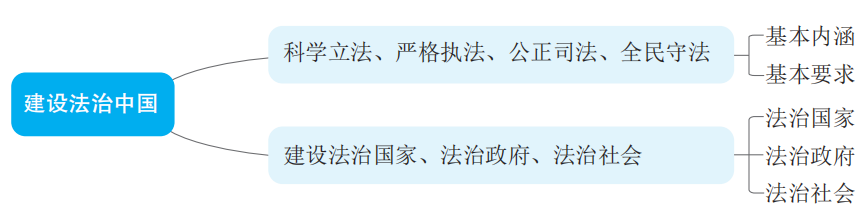 建设法治中国
科学立法、严格执法、公正司法、全民守法
基本内涵
基本要求
建设法治国家、法治政府、法治社会
法治国家
法治政府
法治社会